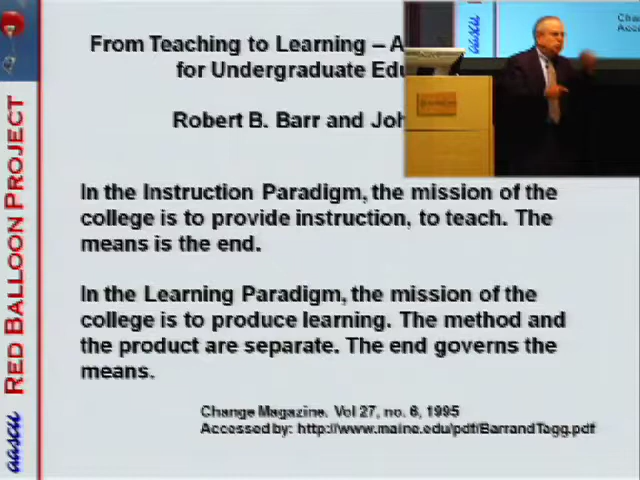 From Teaching to Learning – A
for Undergraduate Edu
Robert B. Barr and Joh
In the Instruction Paradigm, the mission of the
college is to provide instruction, to teach. The
means is the end.
In the Learning Paradigm, the mission of the
college is to produce learning. The method and
the product are separate. The end governs the
means.
Change Magazine. Vol 27, no. 6, 1995
Accessed by: http://www.maine.edu/pdf/BarrandTagg.pdf
RED BALLOON PROJECT
aascu
aascu
Chang
Acce